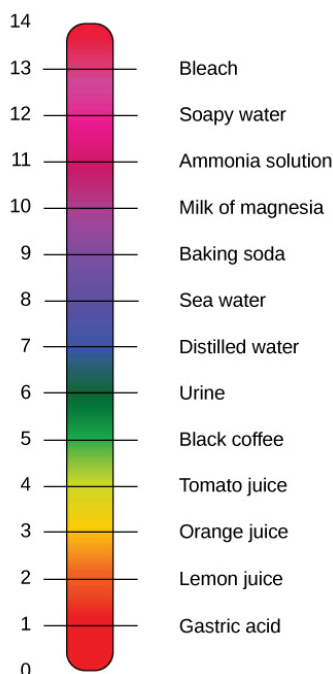 14
13 Bleach
12 Soapy water
11 Ammonia solution
10 Milk of magnesia
9 Baking soda
8 Sea water
7 Distilled water
6 Urine
5 Black coffee
4 Tomato juice
3 Orange juice
2 Lemon juice
1 Gastric acid
0